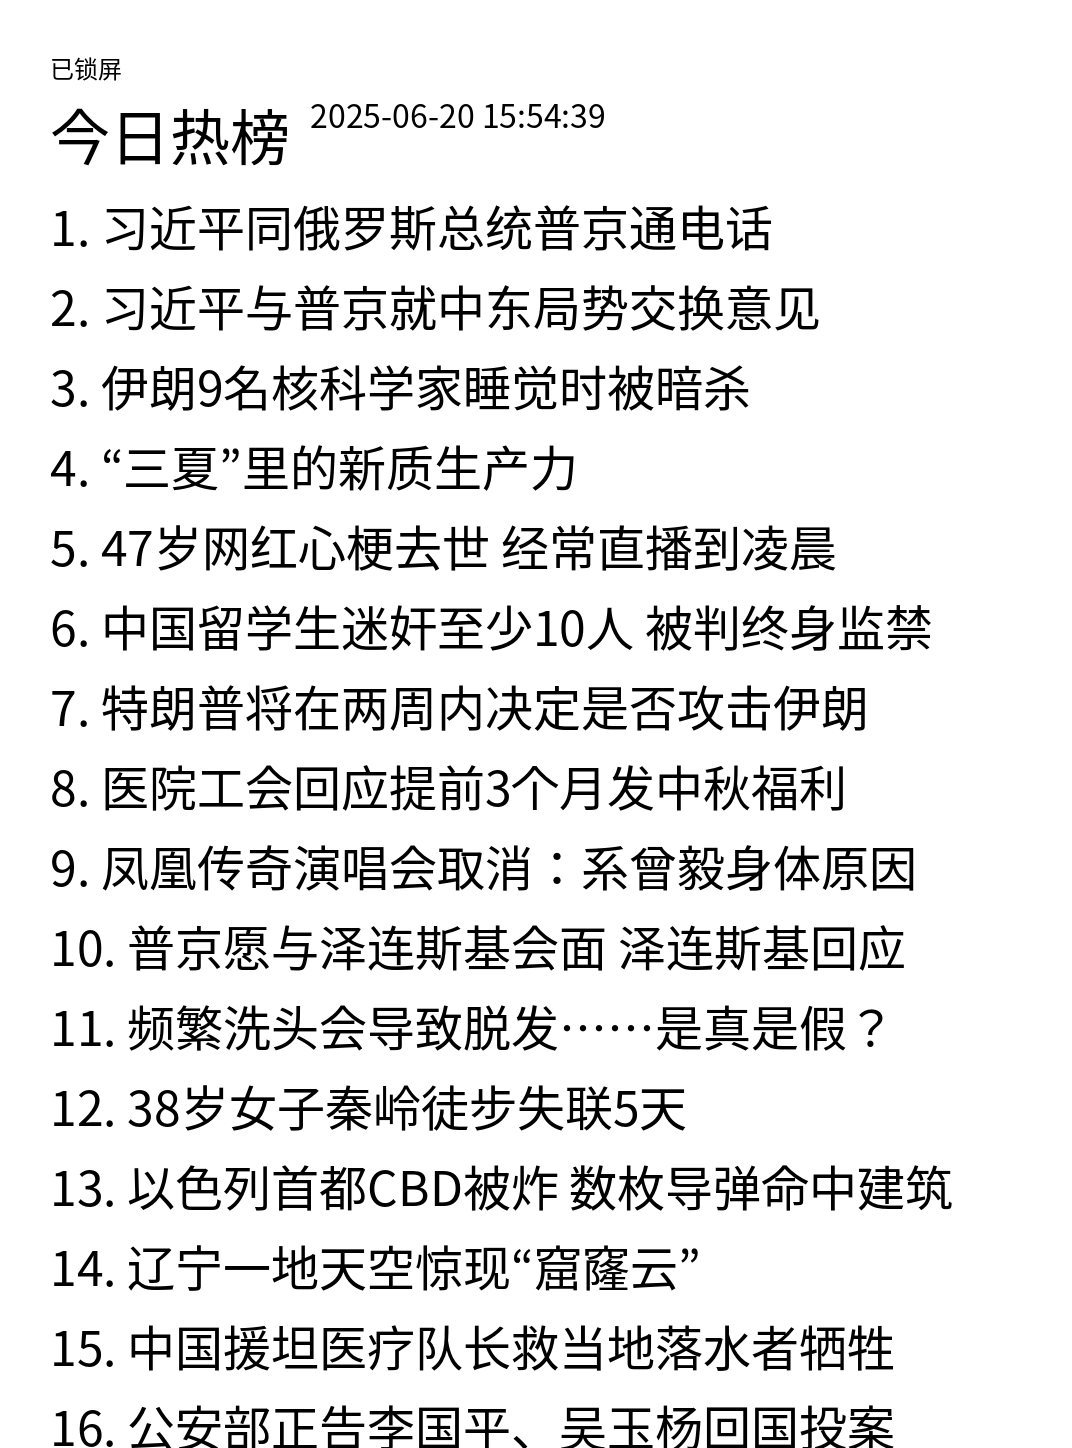 已锁屏
今日热榜 2025-06-20 15:54:39
1. 习近平同俄罗斯总统普京通电话
2. 习近平与普京就中东局势交换意见
3. 伊朗9名核科学家睡觉时被暗杀
4. “三夏”里的新质生产力
5. 47岁网红心梗去世 经常直播到凌晨
6. 中国留学生迷奸至少10人 被判终身监禁
7. 特朗普将在两周内决定是否攻击伊朗
8. 医院工会回应提前3个月发中秋福利
9. 凤凰传奇演唱会取消：系曾毅身体原因
10. 普京愿与泽连斯基会面 泽连斯基回应
11. 频繁洗头会导致脱发……是真是假？
12. 38岁女子秦岭徒步失联5天
13. 以色列首都CBD被炸 数枚导弹命中建筑
14. 辽宁一地天空惊现“窟窿云”
15. 中国援坦医疗队长救当地落水者牺牲
16. 公安部正告李国平、吴玉杨回国投案